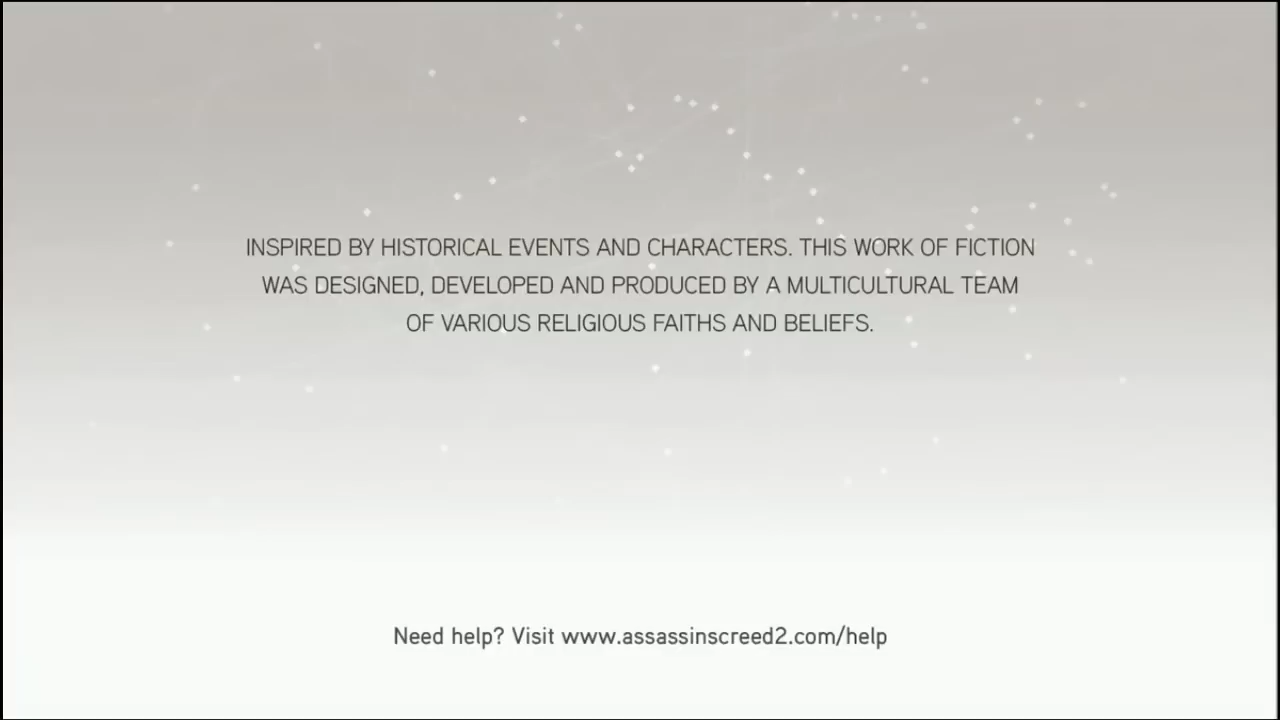 INSPIRED BY HISTORICAL EVENTS AND CHARACTERS. THIS WORK OF FICTION
WAS DESIGNED, DEVELOPED AND PRODUCED BY A MULTICULTURAL TEAM
OF VARIOUS RELIGIOUS FAITHS AND BELIEFS.
Need help? Visit www.assassinscreed2.com/help